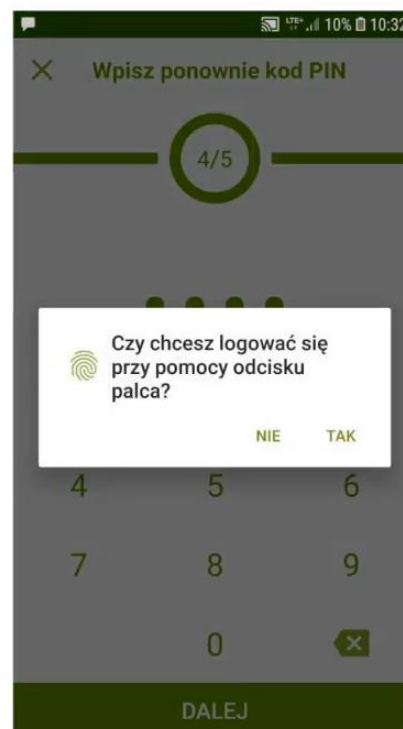 LTE+ 10% 10:32
Wpisz ponownie kod PIN
4/5
Czy chcesz logować się
przy pomocy odcisku
palca?
NIE TAK
4 5 6
7 8 9
0
DALEJ